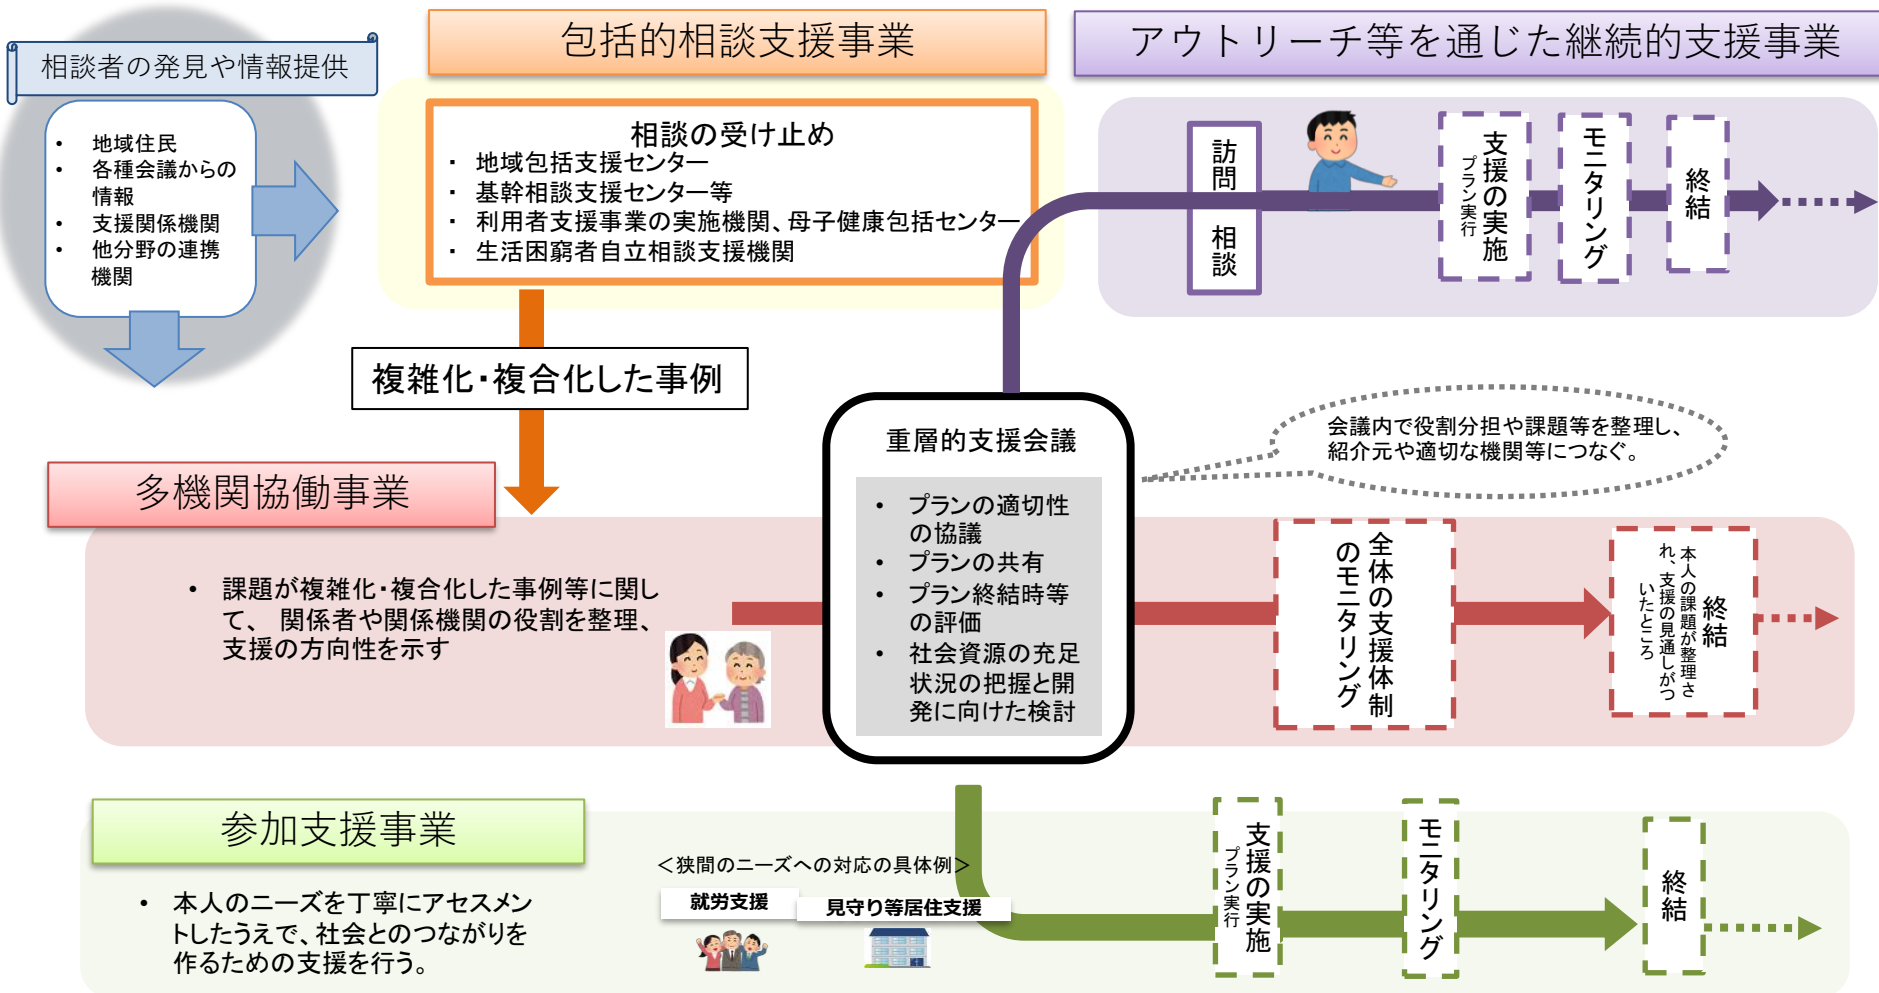 相談者の発見や情報提供
・ 地域住民
・ 各種会議からの
情報
・ 支援関係機関
・ 他分野の連携
機関
包括的相談支援事業
相談の受け止め
・ 地域包括支援センター
・ 基幹相談支援センター等
・ 利用者支援事業の実施機関、母子健康包括センター
・ 生活困窮者自立相談支援機関
アウトリーチ等を通じた継続的支援事業
訪問 相談
支援の実施
プラン実行
モニタリング
終結
複雑化・複合化した事例
重層的支援会議
・ プランの適切性
の協議
・ プランの共有
・ プラン終結時等
の評価
・ 社会資源の充足
状況の把握と開
発に向けた検討
会議内で役割分担や課題等を整理し、
紹介元や適切な機関等につなぐ。
多機関協働事業
・ 課題が複雑化・複合化した事例等に関し
て、 関係者や関係機関の役割を整理、
支援の方向性を示す
全体の支援体制
のモニタリング
終結
本人の課題が整理さ
れ、支援の見通しがつ
いたところ
参加支援事業
・ 本人のニーズを丁寧にアセスメン
トしたうえで、社会とのつながりを
作るための支援を行う。
＜狭間のニーズへの対応の具体例＞
就労支援
見守り等居住支援
支援の実施
プラン実行
モニタリング
終結